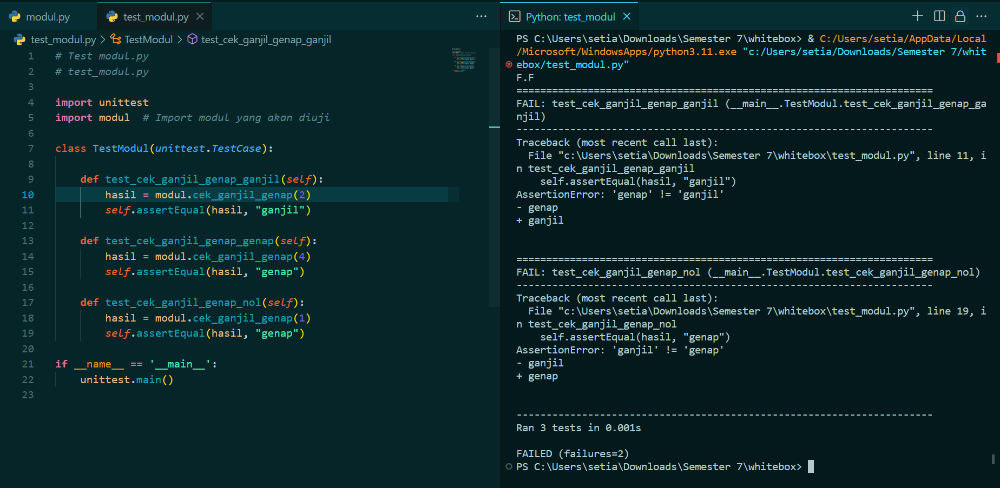 modul.py
test_modul.py
test_modul.py > TestModul > test_cek_ganjil_genap_ganjil
1 # Test modul.py
2 # test_modul.py
3
4 import unittest
5 import modul  # Import modul yang akan diuji
6
7 class TestModul(unittest.TestCase):
8
9     def test_cek_ganjil_genap_ganjil(self):
10         hasil = modul.cek_ganjil_genap(2)
11         self.assertEqual(hasil, "ganjil")
12
13     def test_cek_ganjil_genap_genap(self):
14         hasil = modul.cek_ganjil_genap(4)
15         self.assertEqual(hasil, "genap")
16
17     def test_cek_ganjil_genap_nol(self):
18         hasil = modul.cek_ganjil_genap(1)
19         self.assertEqual(hasil, "genap")
20
21 if __name__ == '__main__':
22     unittest.main()
23
Python: test_modul
PS C:\Users\setia\Downloads\Semester 7\whitebox> & C:/Users/setia/AppData/Local
/Microsoft/WindowsApps/python3.11.exe "c:/Users/setia/Downloads/Semester 7/whit
ebox/test_modul.py"
F.F
======================================================================
FAIL: test_cek_ganjil_genap_ganjil (__main__.TestModul.test_cek_ganjil_genap_ga
njil)
----------------------------------------------------------------------
Traceback (most recent call last):
  File "c:\Users\setia\Downloads\Semester 7\whitebox\test_modul.py", line 11, i
n test_cek_ganjil_genap_ganjil
    self.assertEqual(hasil, "ganjil")
AssertionError: 'genap' != 'ganjil'
- genap
+ ganjil
======================================================================
FAIL: test_cek_ganjil_genap_nol (__main__.TestModul.test_cek_ganjil_genap_nol)
----------------------------------------------------------------------
Traceback (most recent call last):
  File "c:\Users\setia\Downloads\Semester 7\whitebox\test_modul.py", line 19, i
n test_cek_ganjil_genap_nol
    self.assertEqual(hasil, "genap")
AssertionError: 'ganjil' != 'genap'
- ganjil
+ genap
----------------------------------------------------------------------
Ran 3 tests in 0.001s
FAILED (failures=2)
PS C:\Users\setia\Downloads\Semester 7\whitebox>